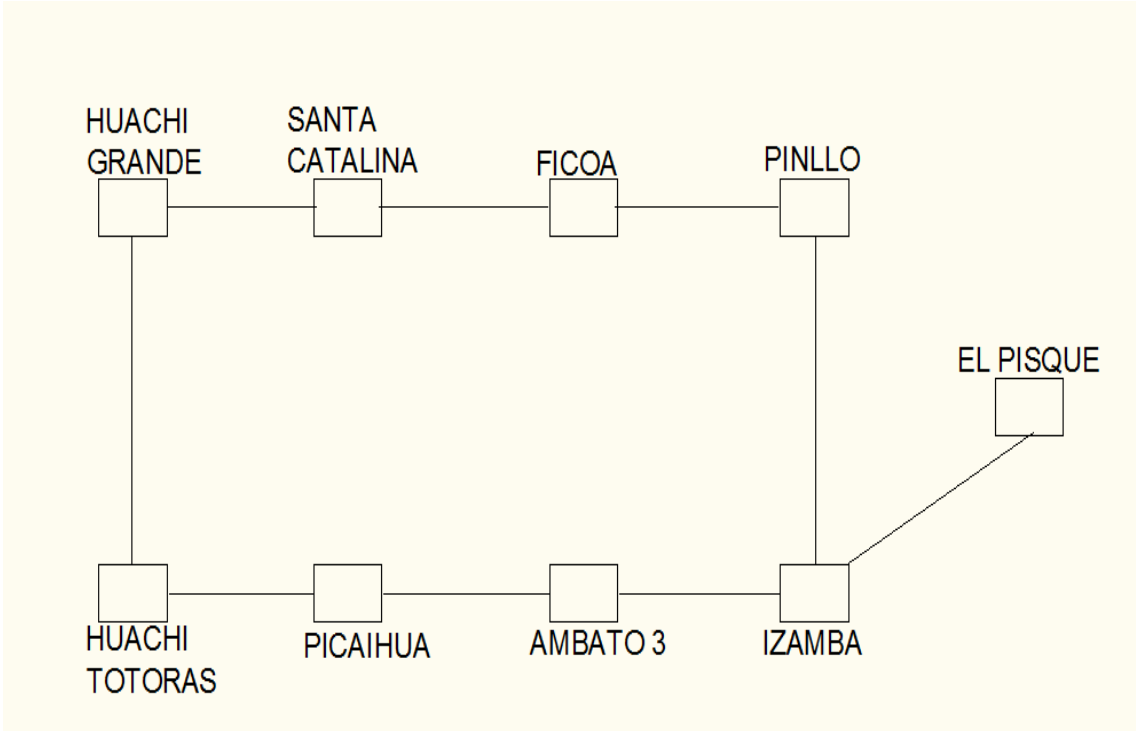 HUACHI
GRANDE
SANTA
CATALINA
FICOA
PINLLO
EL PISQUE
HUACHI
TOTORAS
PICAIHUA
AMBATO 3
IZAMBA